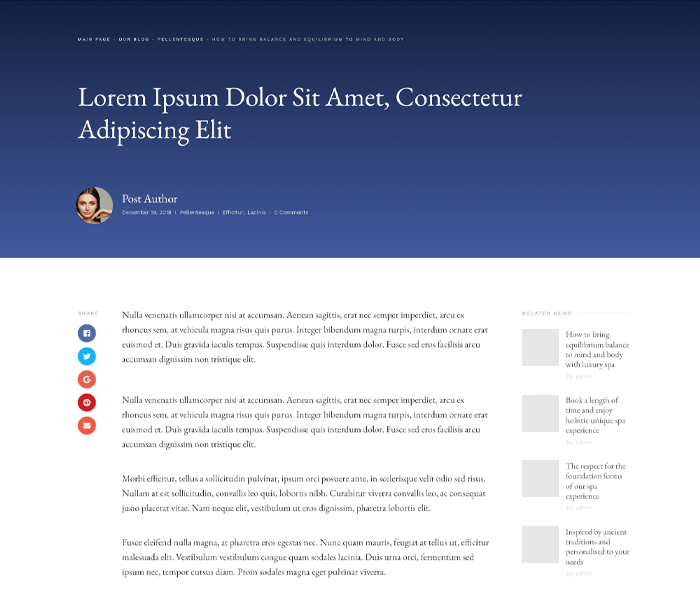 MAIN PAGE - OUR BLOG - PELLENTESQUE - HOW TO BRING BALANCE AND EQUILIBRIUM TO MIND AND BODY
Lorem Ipsum Dolor Sit Amet, Consectetur
Adipiscing Elit
Post Author
December 18, 2018 | Pellentesque | Efficitur, Lacinia | 0 Comments
SHARE
Nulla venenatis ullamcorper nisi at accumsan. Aenean sagittis, erat nec semper imperdiet, arcu ex
rhoncus sem, at vehicula magna risus quis purus. Integer bibendum magna turpis, interdum ornare erat
euismod et. Duis gravida iaculis tempus. Suspendisse quis interdum dolor. Fusce sed eros facilisis arcu
accumsan dignissim non tristique elit.
Nulla venenatis ullamcorper nisi at accumsan. Aenean sagittis, erat nec semper imperdiet, arcu ex
rhoncus sem, at vehicula magna risus quis purus. Integer bibendum magna turpis, interdum ornare erat
euismod et. Duis gravida iaculis tempus. Suspendisse quis interdum dolor. Fusce sed eros facilisis arcu
accumsan dignissim non tristique elit.
Morbi efficitur, tellus a sollicitudin pulvinar, ipsum orci posuere ante, in scelerisque velit odio sed risus.
Nullam at est sollicitudin, convallis leo quis, lobortis nibh. Curabitur viverra convallis leo, ac consequat
justo placerat vitae. Nam neque elit, vestibulum ut eros dignissim, pharetra lobortis elit.
Fusce eleifend nulla magna, at pharetra eros egestas nec. Nunc quam mauris, feugiat at tellus ut, efficitur
malesuada elit. Vestibulum vestibulum congue quam sodales lacinia. Duis urna orci, fermentum sed
ipsum nec, tempor cursus diam. Proin sodales magna eget pulvinar viverra.
RELATED NEWS
How to bring
equilibrium balance
to mind and body
with luxury spa
By admin
Book a length of
time and enjoy
holistic unique spa
experience
By admin
The respect for the
foundation forms
of our spa
experience
By admin
Inspired by ancient
traditions and
personalised to your
needs
By admin